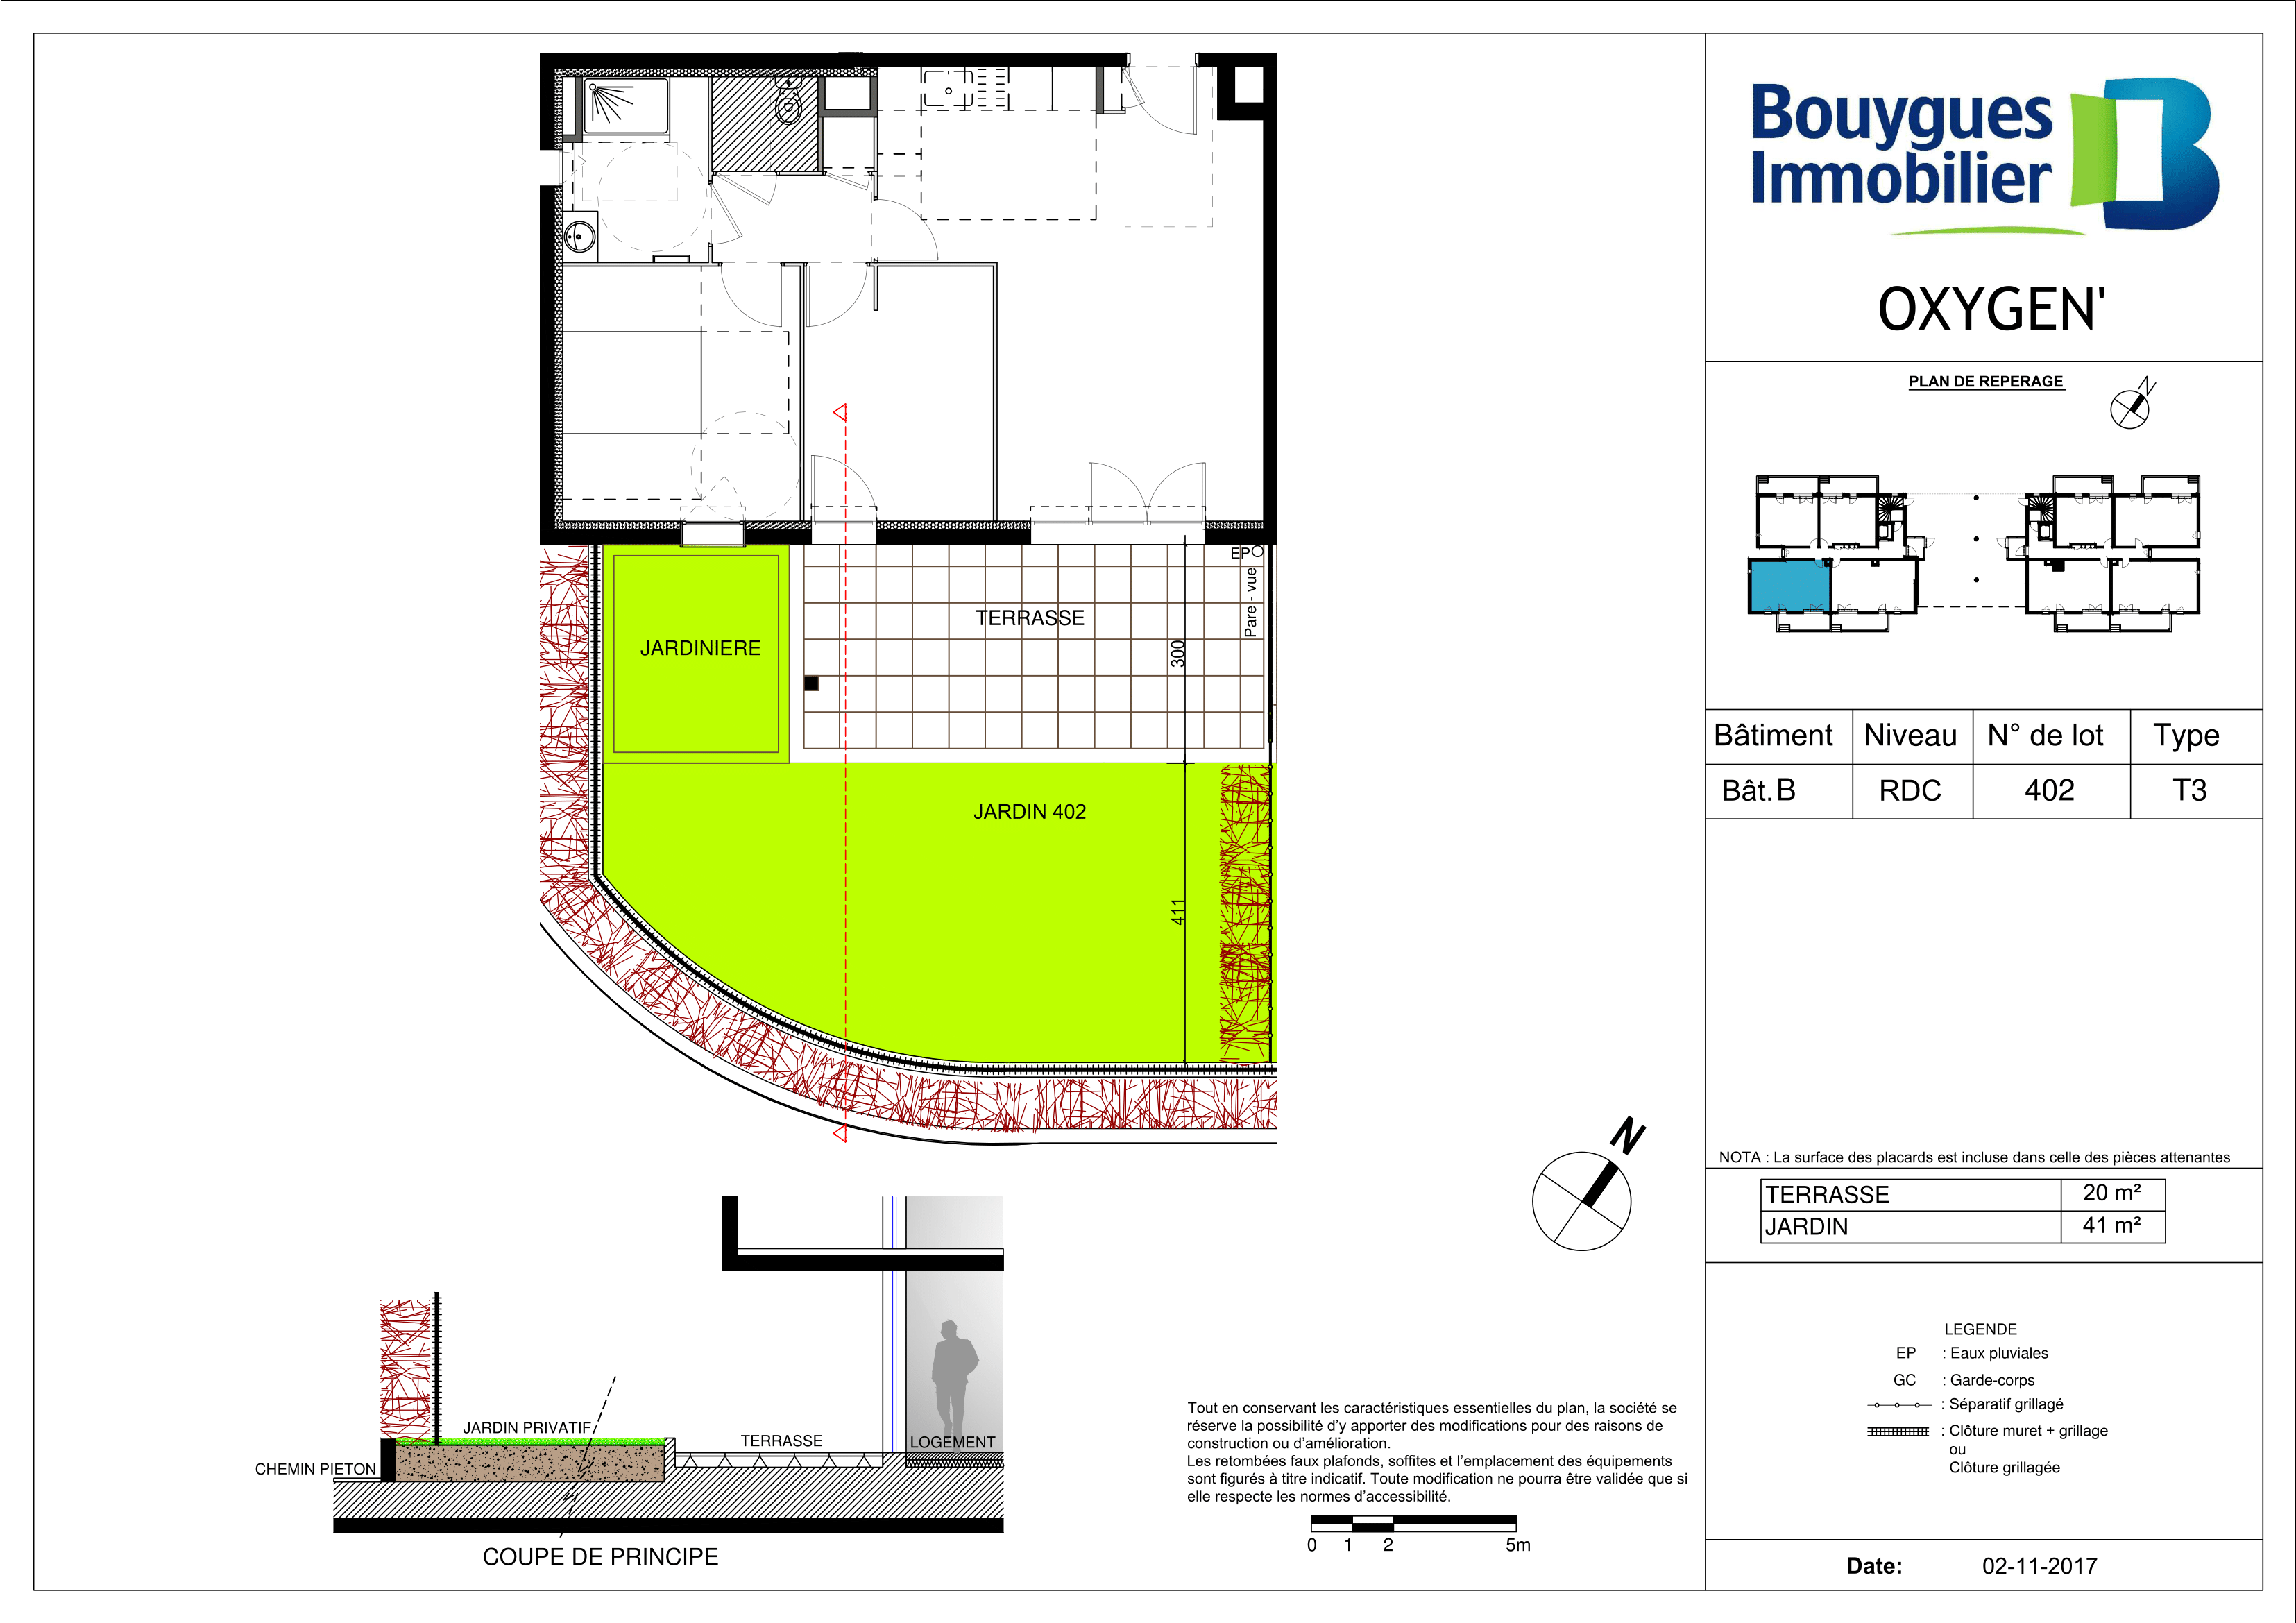 Bouygues
Immobilier
OXYGEN'
PLAN DE REPERAGE
N
Bâtiment Niveau N° de lot Type
Bât.B RDC 402 T3
EP
Pare - vue
TERRASSE
JARDINIERE
300
JARDIN 402
411
N
NOTA : La surface des placards est incluse dans celle des pièces attenantes
TERRASSE 20 m²
JARDIN 41 m²
LEGENDE
EP : Eaux pluviales
GC : Garde-corps
: Séparatif grillagé
: Clôture muret + grillage
ou
Clôture grillagée
JARDIN PRIVATIF
TERRASSE
LOGEMENT
CHEMIN PIETON
COUPE DE PRINCIPE
Tout en conservant les caractéristiques essentielles du plan, la société se
réserve la possibilité d'y apporter des modifications pour des raisons de
construction ou d'amélioration.
Les retombées faux plafonds, soffites et l'emplacement des équipements
sont figurés à titre indicatif. Toute modification ne pourra être validée que si
elle respecte les normes d'accessibilité.
0 1 2 5m
Date: 02-11-2017